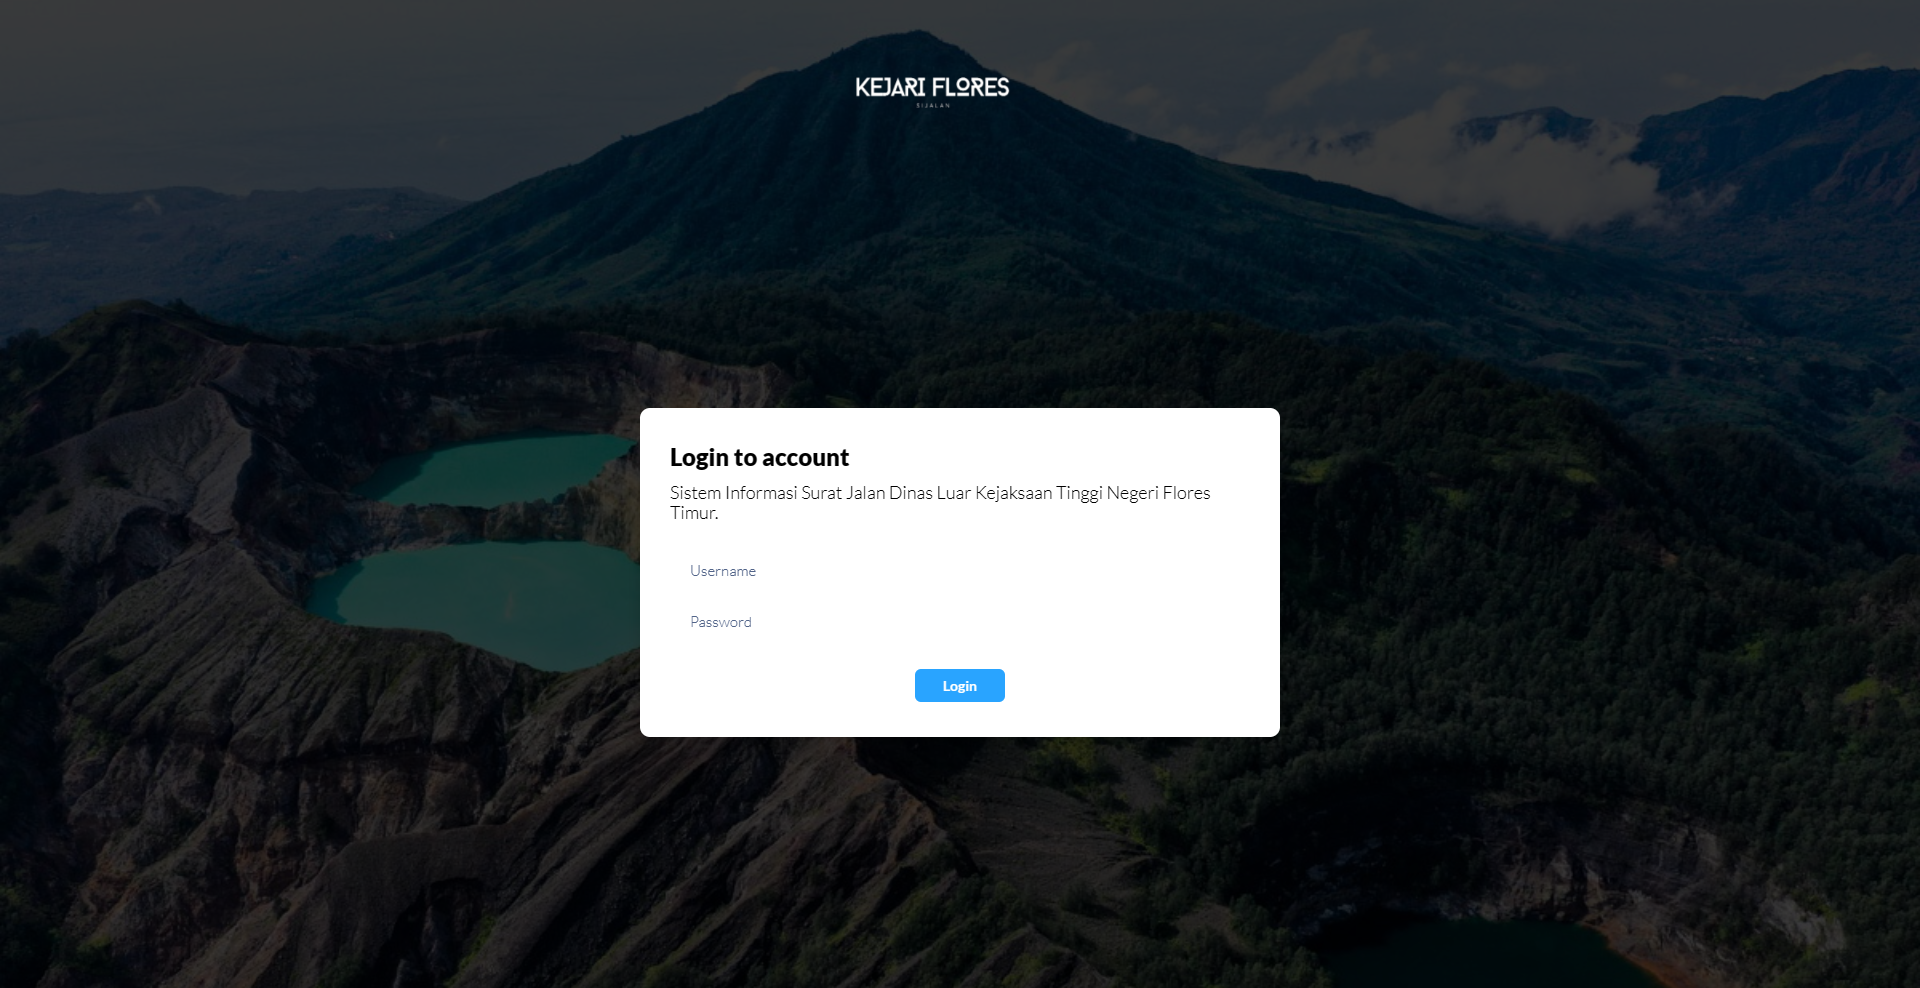 KEJARI FLORES
SIJALAN
Login to account
Sistem Informasi Surat Jalan Dinas Luar Kejaksaan Tinggi Negeri Flores
Timur.
Username
Password
Login